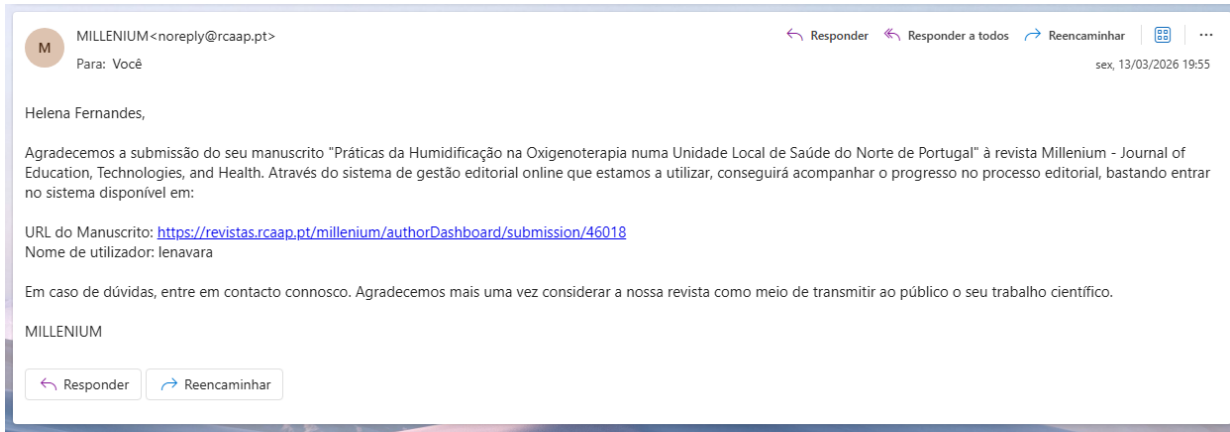 MILLENIUM<noreply@rcaap.pt>
Responder Responder a todos Reencaminhar ...
M
Para: Você
sex, 13/03/2026 19:55
Helena Fernandes,
Agradecemos a submissão do seu manuscrito "Práticas da Humidificação na Oxigenoterapia numa Unidade Local de Saúde do Norte de Portugal" à revista Millenium - Journal of
Education, Technologies, and Health. Através do sistema de gestão editorial online que estamos a utilizar, conseguirá acompanhar o progresso no processo editorial, bastando entrar
no sistema disponível em:
URL do Manuscrito: https://revistas.rcaap.pt/millenium/authorDashboard/submission/46018
Nome de utilizador: lenavara
Em caso de dúvidas, entre em contacto connosco. Agradecemos mais uma vez considerar a nossa revista como meio de transmitir ao público o seu trabalho científico.
MILLENIUM
Responder Reencaminhar